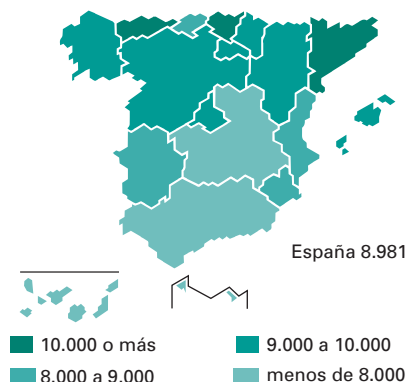 España 8.981
10.000 o más
9.000 a 10.000
8.000 a 9.000
menos de 8.000